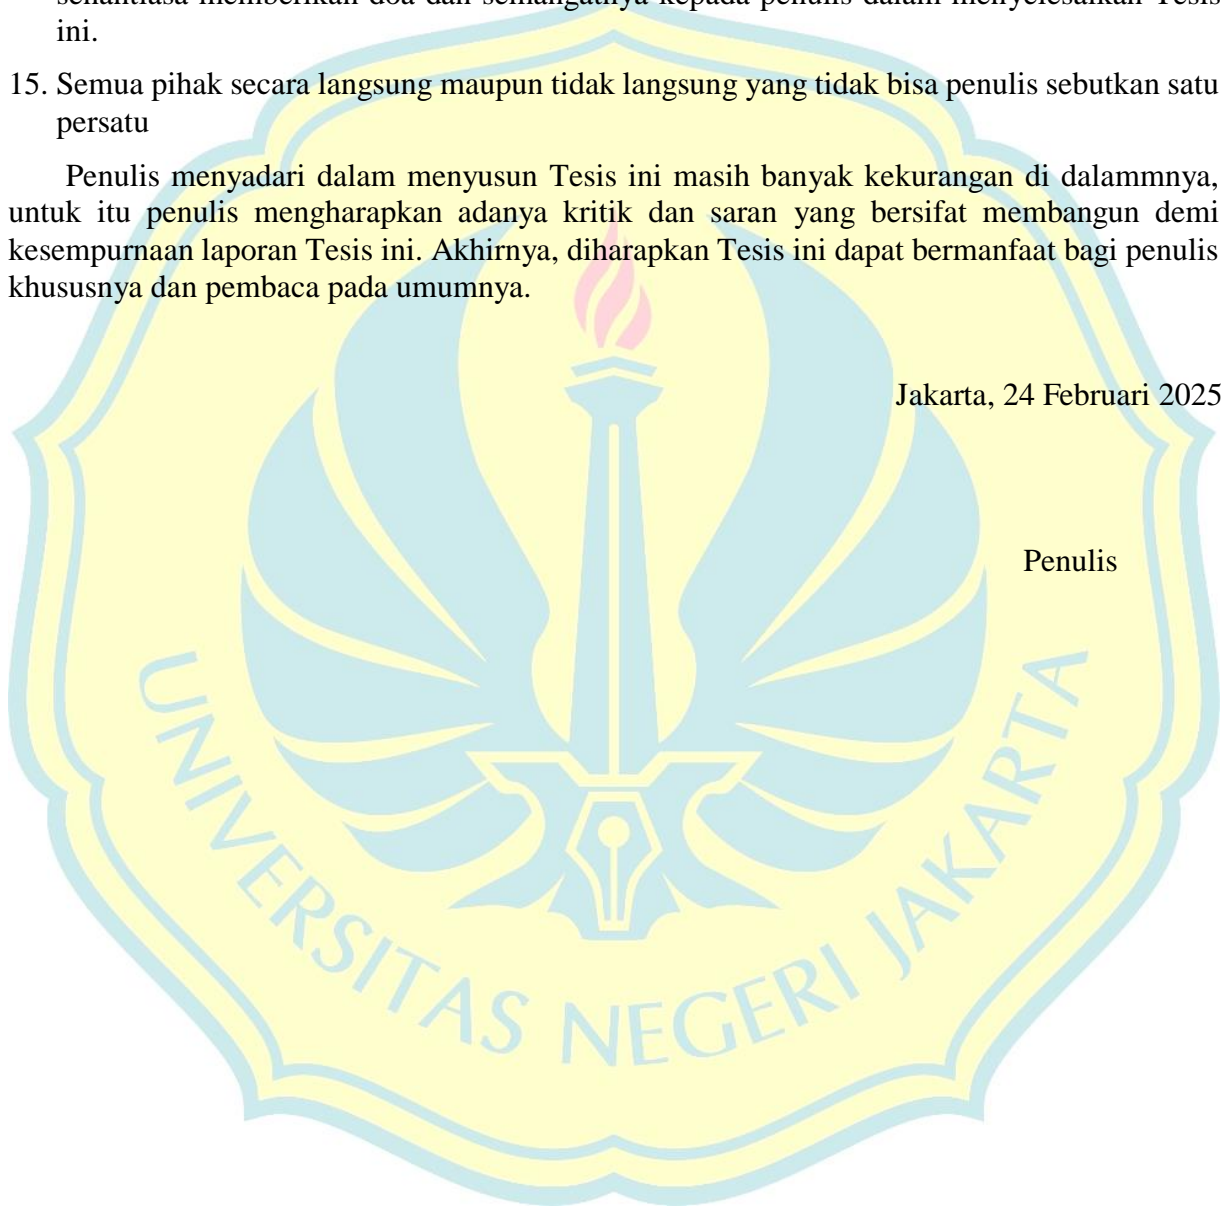 senantiasa memberikan doa dan semangatnya kepada penulis dalam menyelesaikan Tesis
ini.
15. Semua pihak secara langsung maupun tidak langsung yang tidak bisa penulis sebutkan satu
persatu
Penulis menyadari dalam menyusun Tesis ini masih banyak kekurangan di dalammnya,
untuk itu penulis mengharapkan adanya kritik dan saran yang bersifat membangun demi
kesempurnaan laporan Tesis ini. Akhirnya, diharapkan Tesis ini dapat bermanfaat bagi penulis
khususnya dan pembaca pada umumnya.
Jakarta, 24 Februari 2025
Penulis
UNIVERSITAS NEGERI JAKARTA